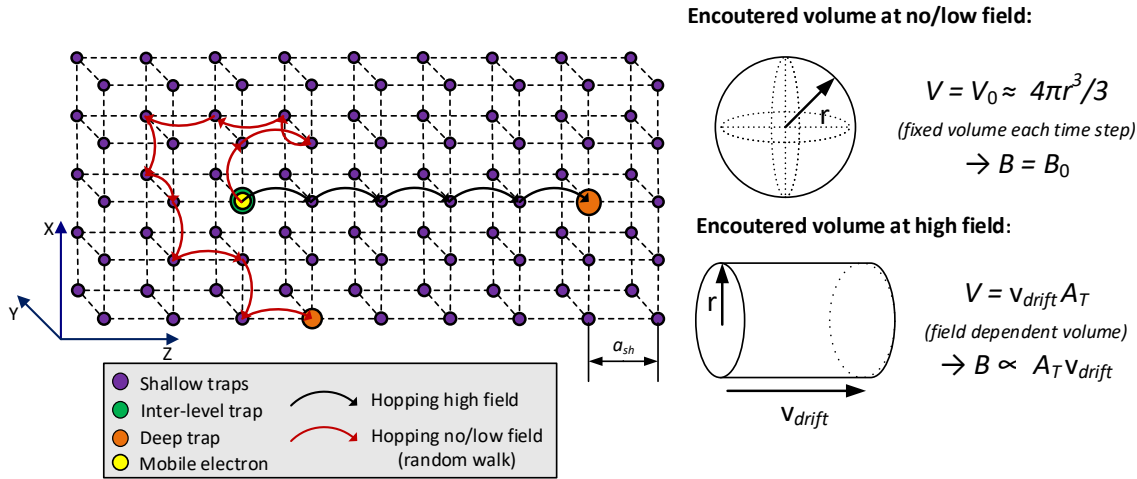 X
Y
Z
a_sh
Shallow traps
Inter-level trap
Deep trap
Mobile electron
Hopping high field
Hopping no/low field
(random walk)
Encoutered volume at no/low field:
r
V = V₀ ≈ 4πr³/3
(fixed volume each time step)
→ B = B₀
Encoutered volume at high field:
r
v_drift
V = v_drift A_T
(field dependent volume)
→ B ∝ A_T v_drift